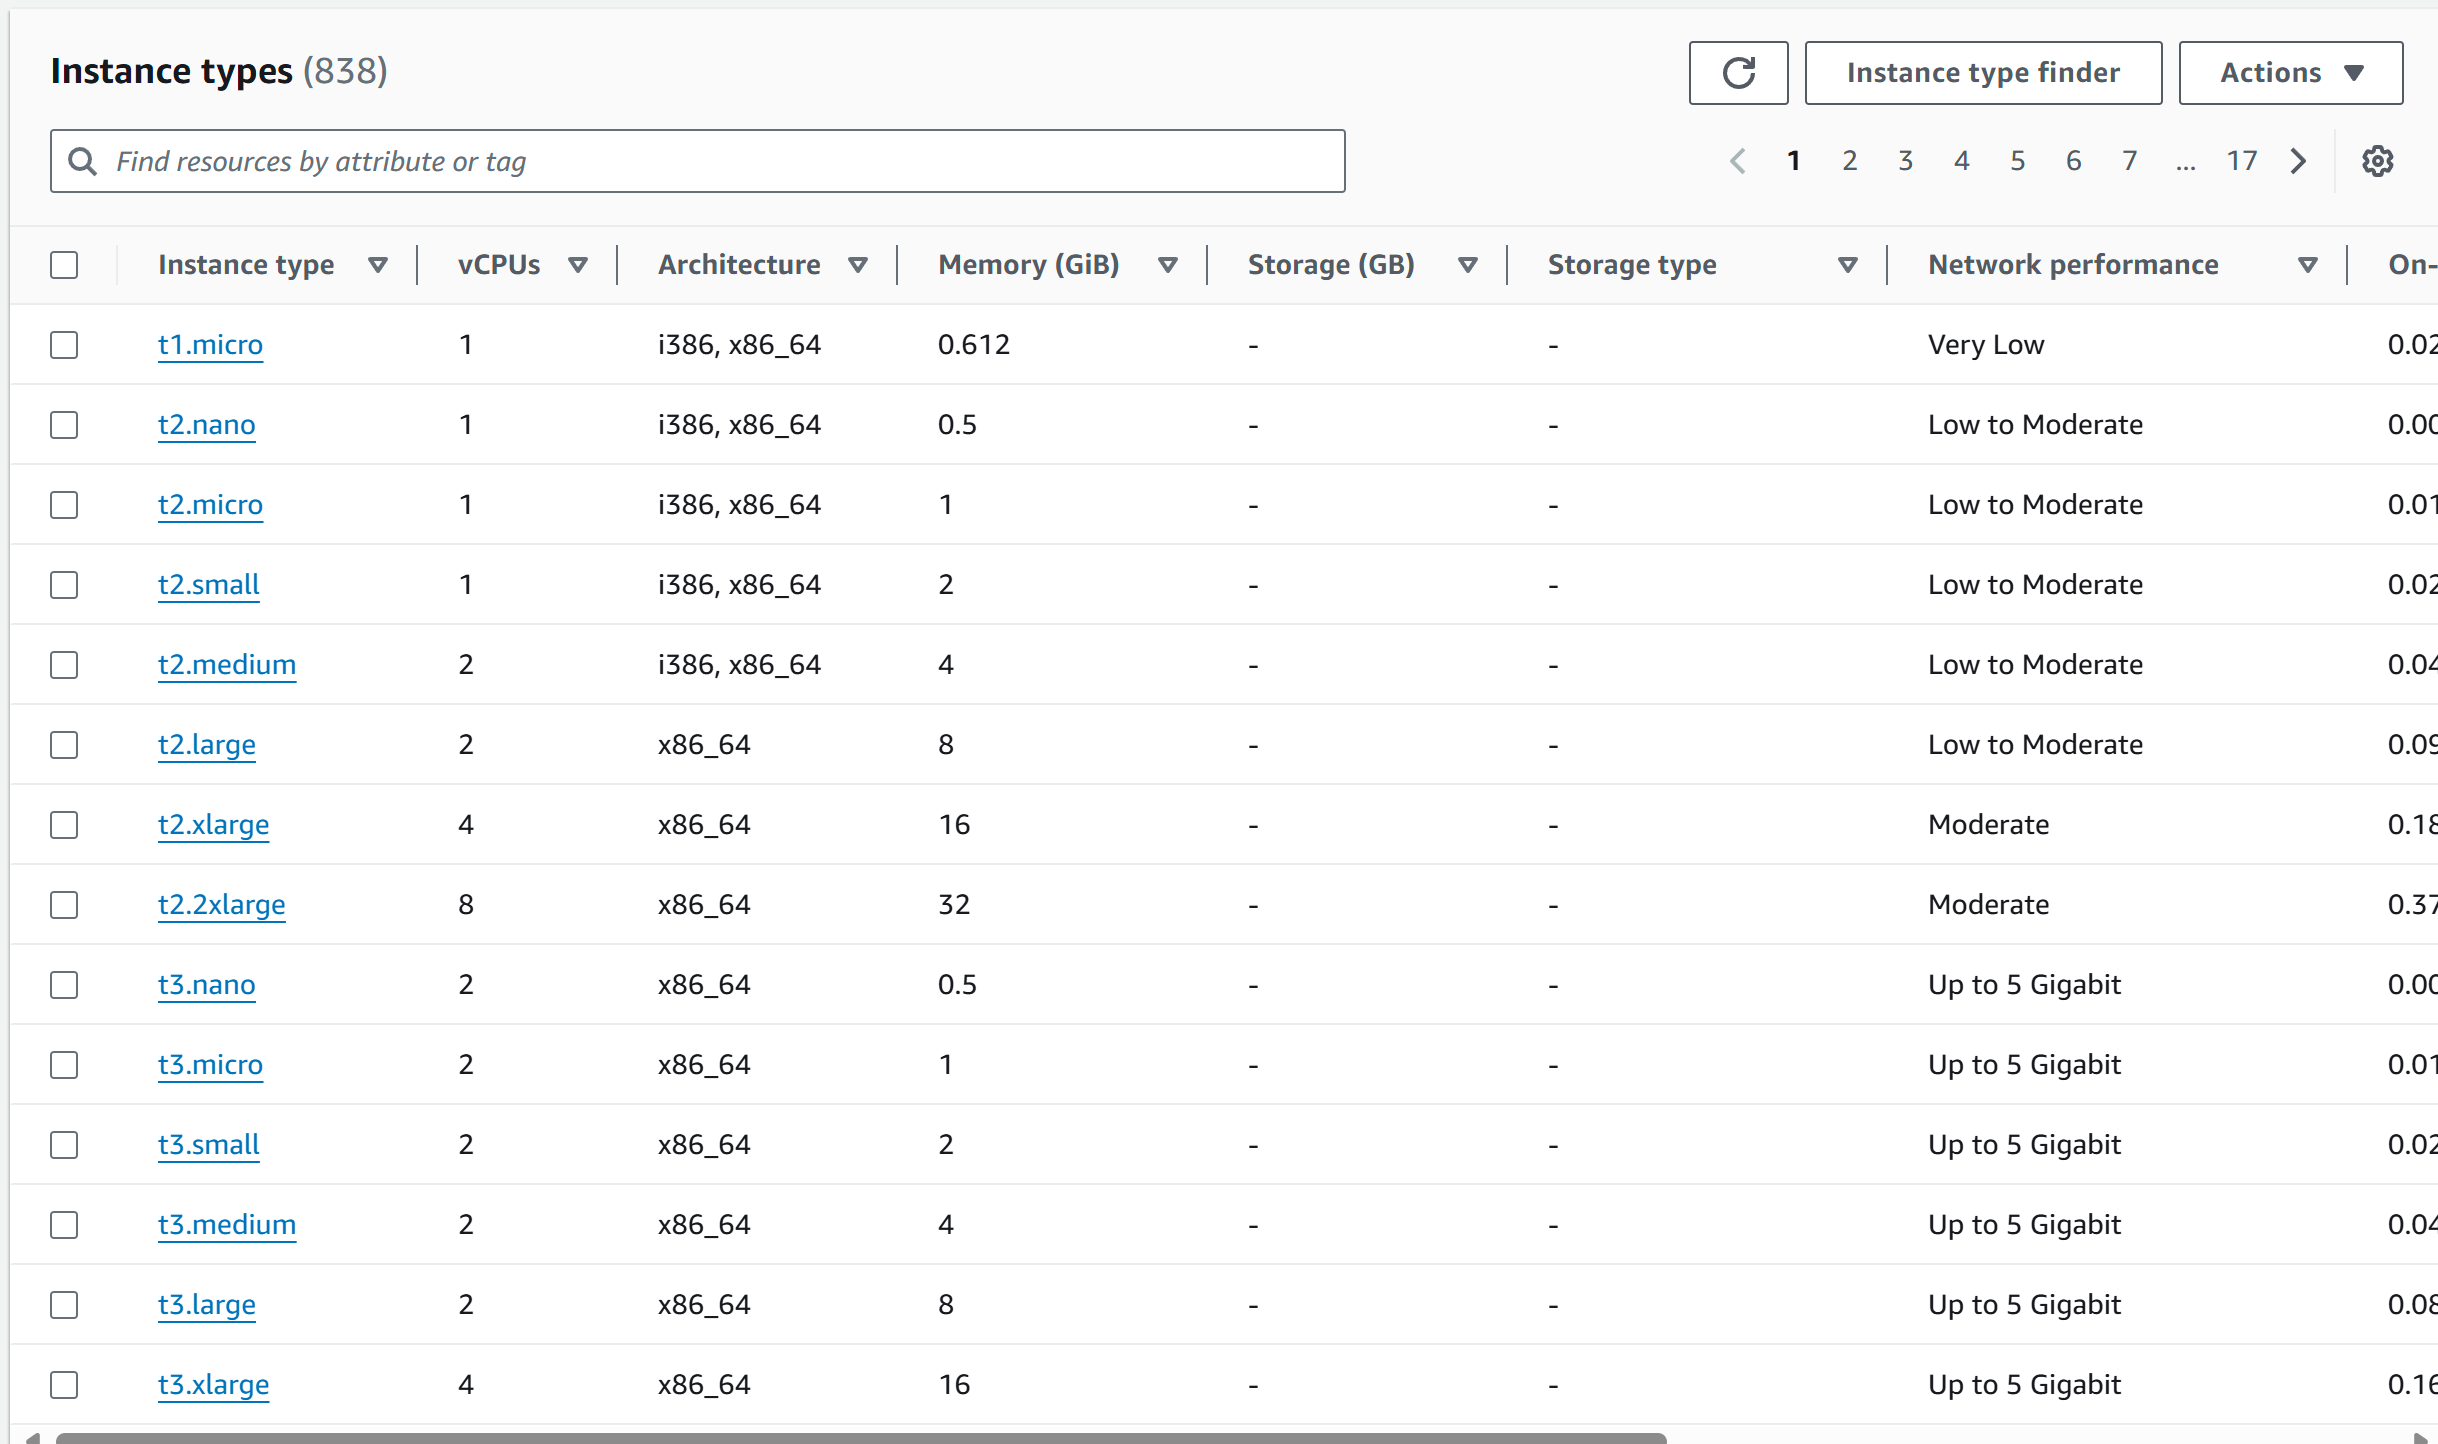 Instance types (838)
Instance type finder
Actions
Find resources by attribute or tag
1 2 3 4 5 6 7 ... 17
Instance type vCPUs Architecture Memory (GiB) Storage (GB) Storage type Network performance On-
t1.micro 1 i386, x86_64 0.612 - - Very Low 0.02
t2.nano 1 i386, x86_64 0.5 - - Low to Moderate 0.00
t2.micro 1 i386, x86_64 1 - - Low to Moderate 0.01
t2.small 1 i386, x86_64 2 - - Low to Moderate 0.02
t2.medium 2 i386, x86_64 4 - - Low to Moderate 0.04
t2.large 2 x86_64 8 - - Low to Moderate 0.09
t2.xlarge 4 x86_64 16 - - Moderate 0.18
t2.2xlarge 8 x86_64 32 - - Moderate 0.37
t3.nano 2 x86_64 0.5 - - Up to 5 Gigabit 0.00
t3.micro 2 x86_64 1 - - Up to 5 Gigabit 0.01
t3.small 2 x86_64 2 - - Up to 5 Gigabit 0.02
t3.medium 2 x86_64 4 - - Up to 5 Gigabit 0.04
t3.large 2 x86_64 8 - - Up to 5 Gigabit 0.08
t3.xlarge 4 x86_64 16 - - Up to 5 Gigabit 0.16